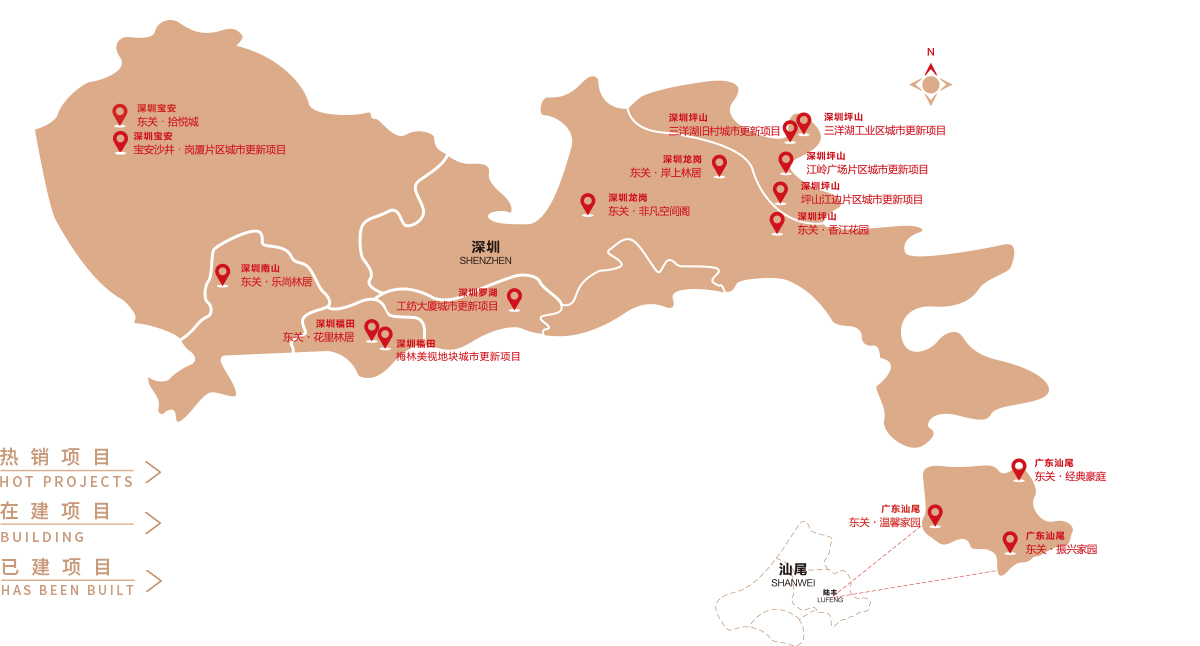 N
深圳宝安
东关 · 拾悦城
深圳宝安
宝安沙井 · 岗厦片区城市更新项目
深圳坪山
三洋湖旧村城市更新项目
深圳坪山
三洋湖工业区城市更新项目
深圳龙岗
东关 · 岸上林居
深圳坪山
江岭广场片区城市更新项目
深圳龙岗
东关 · 非凡空间阁
深圳坪山
坪山江边片区城市更新项目
深圳坪山
东关 · 香江花园
深圳
SHENZHEN
深圳南山
东关 · 乐尚林居
深圳罗湖
工纺大厦城市更新项目
深圳福田
东关 · 花里林居
深圳福田
梅林美视地块城市更新项目
热销项目
HOT PROJECTS
在建项目
BUILDING
已建项目
HAS BEEN BUILT
广东汕尾
东关 · 经典豪庭
广东汕尾
东关 · 温馨家园
广东汕尾
东关 · 振兴家园
汕尾
SHANWEI
陆丰
LUFENG